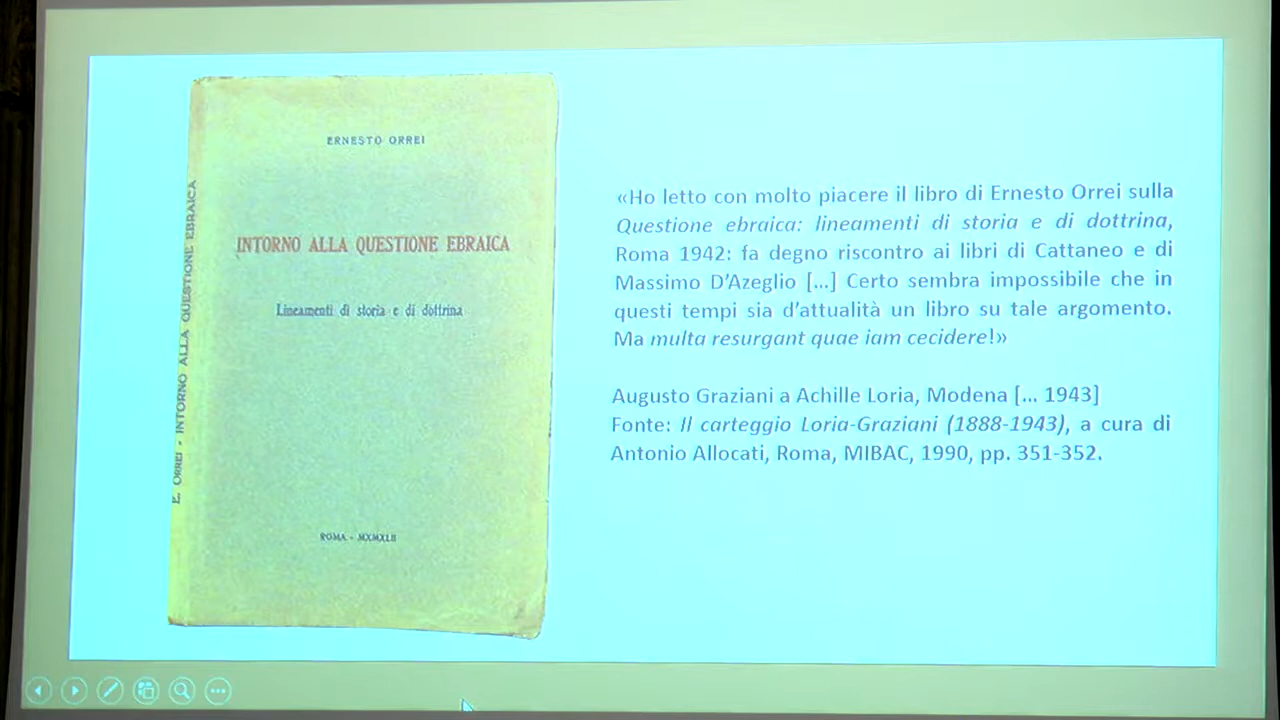 ERNESTO ORREI
INTORNO ALLA QUESTIONE EBRAICA
Lineamenti di storia e di dottrina
ROMA - MXMXLII
E. ORREI - INTORNO ALLA QUESTIONE EBRAICA
«Ho letto con molto piacere il libro di Ernesto Orrei sulla
Questione ebraica: lineamenti di storia e di dottrina,
Roma 1942: fa degno riscontro ai libri di Cattaneo e di
Massimo D’Azeglio [...] Certo sembra impossibile che in
questi tempi sia d’attualità un libro su tale argomento.
Ma multa resurgant quae iam cecidere!»
Augusto Graziani a Achille Loria, Modena [... 1943]
Fonte: Il carteggio Loria-Graziani (1888-1943), a cura di
Antonio Allocati, Roma, MIBAC, 1990, pp. 351-352.